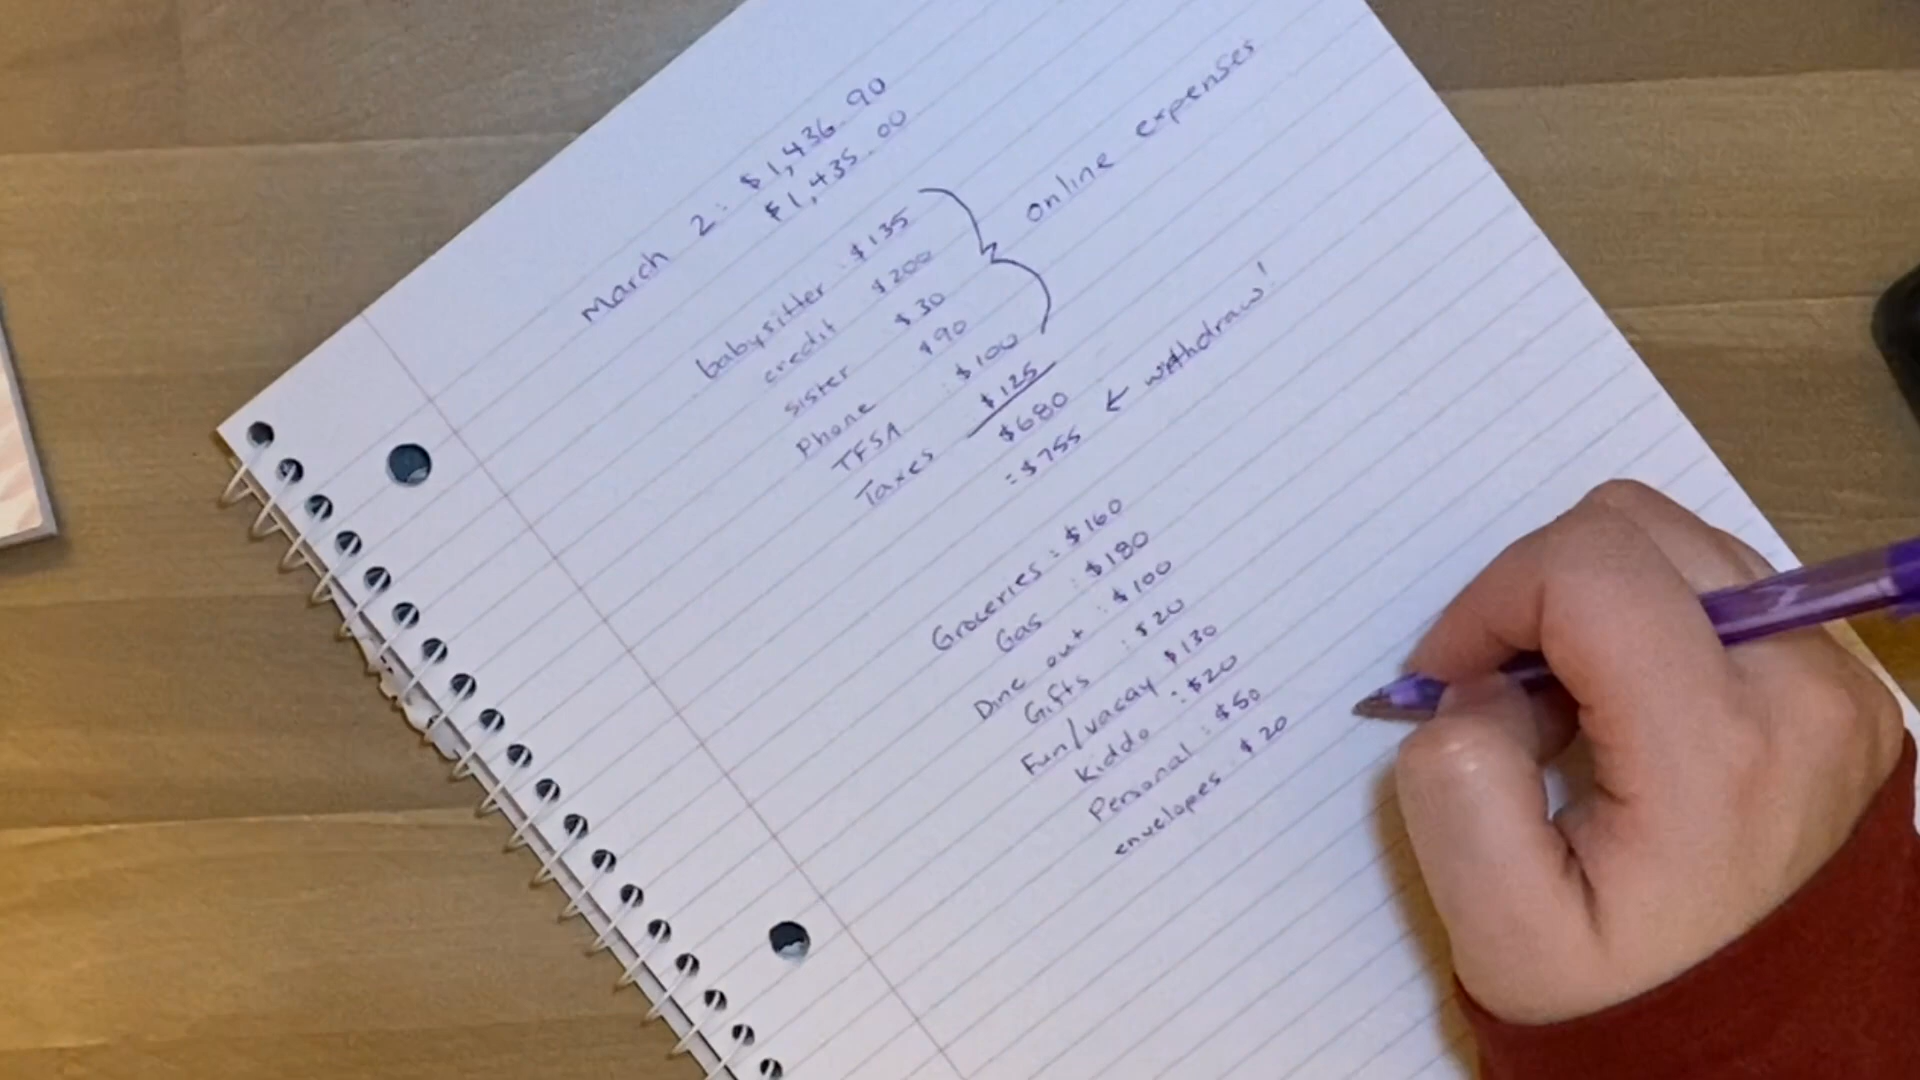 March 2: $1,436.90
$1,435.00
babysitter: $135
credit $200
sister $30
Phone $90
TFSA: $100
Taxes $125
online expenses
$680
= $755 ← withdraw!
Groceries: $160
Gas: $180
Dine out: $100
Gifts: $20
Fun/vacay $130
Kiddo: $20
Personal: $50
envelopes: $20